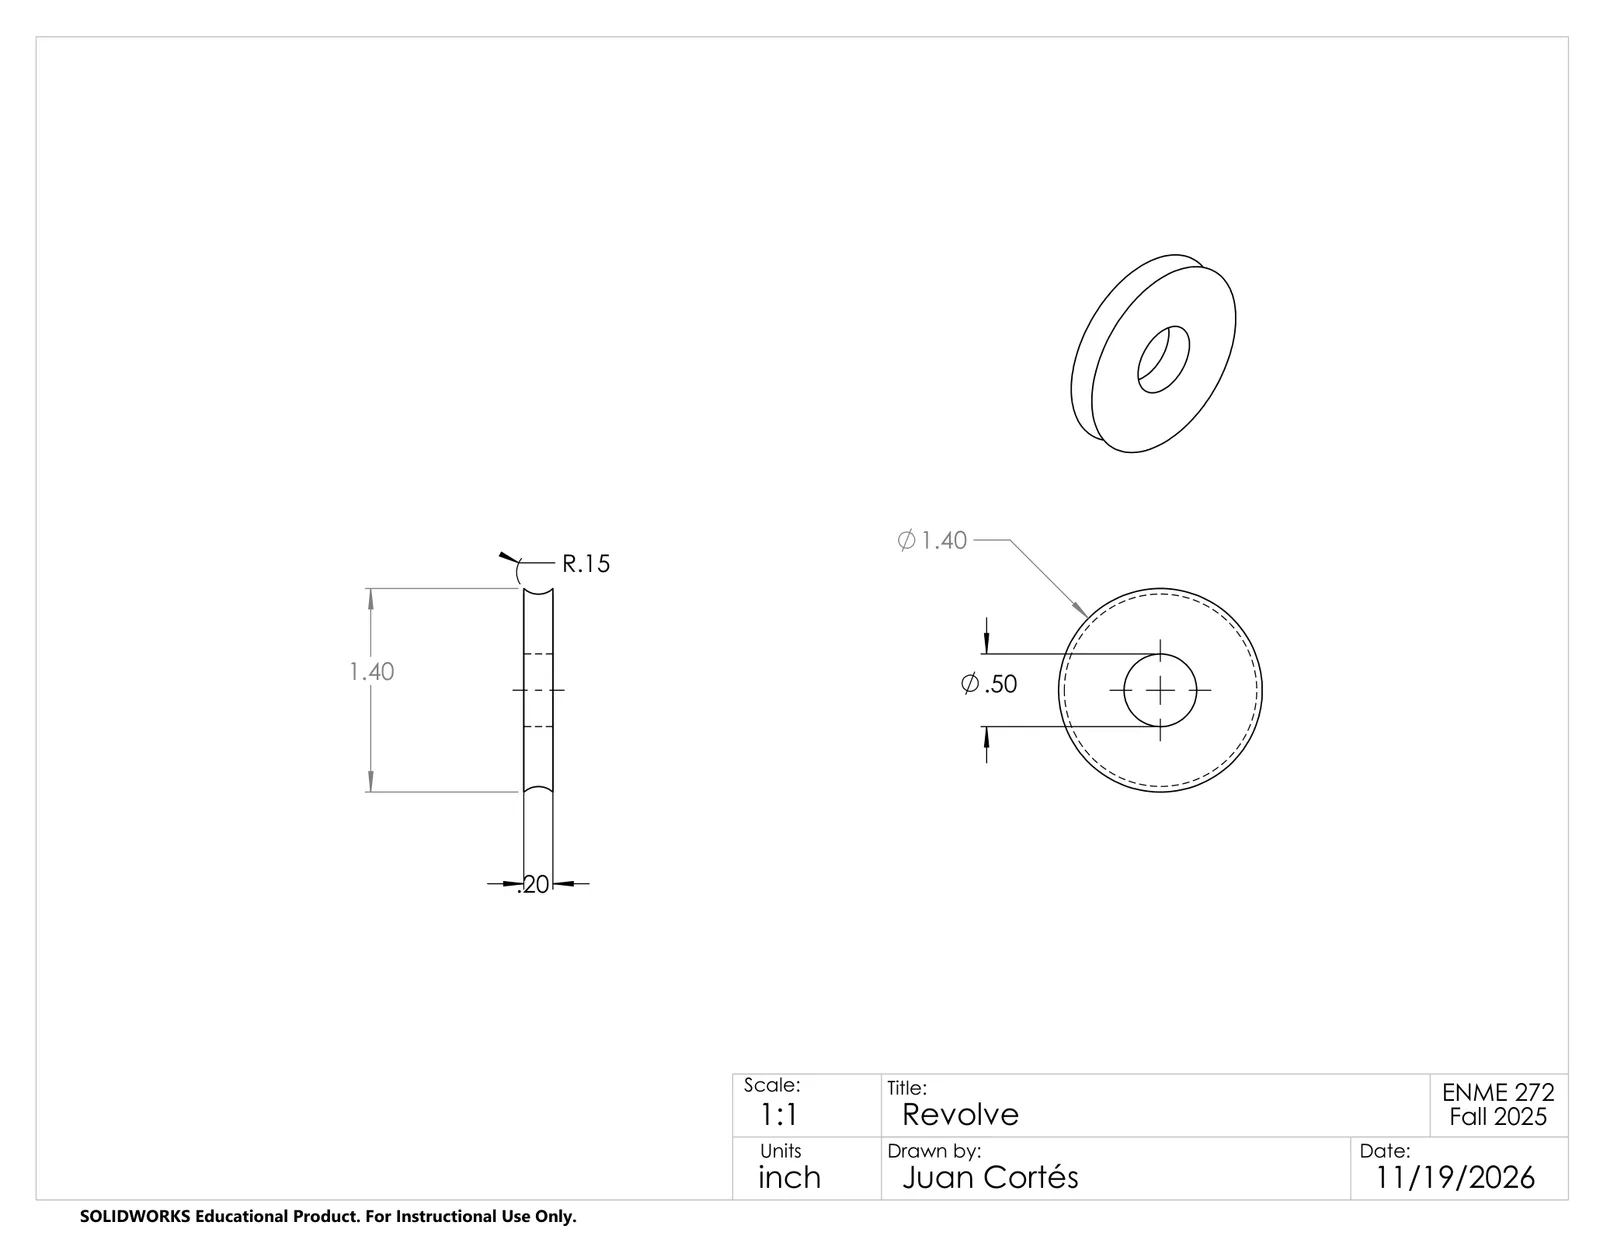 R.15
1.40
.20
∅ 1.40
∅ .50
Scale:
1:1
Title:
Revolve
ENME 272
Fall 2025
Units
inch
Drawn by:
Juan Cortés
Date:
11/19/2026
SOLIDWORKS Educational Product. For Instructional Use Only.